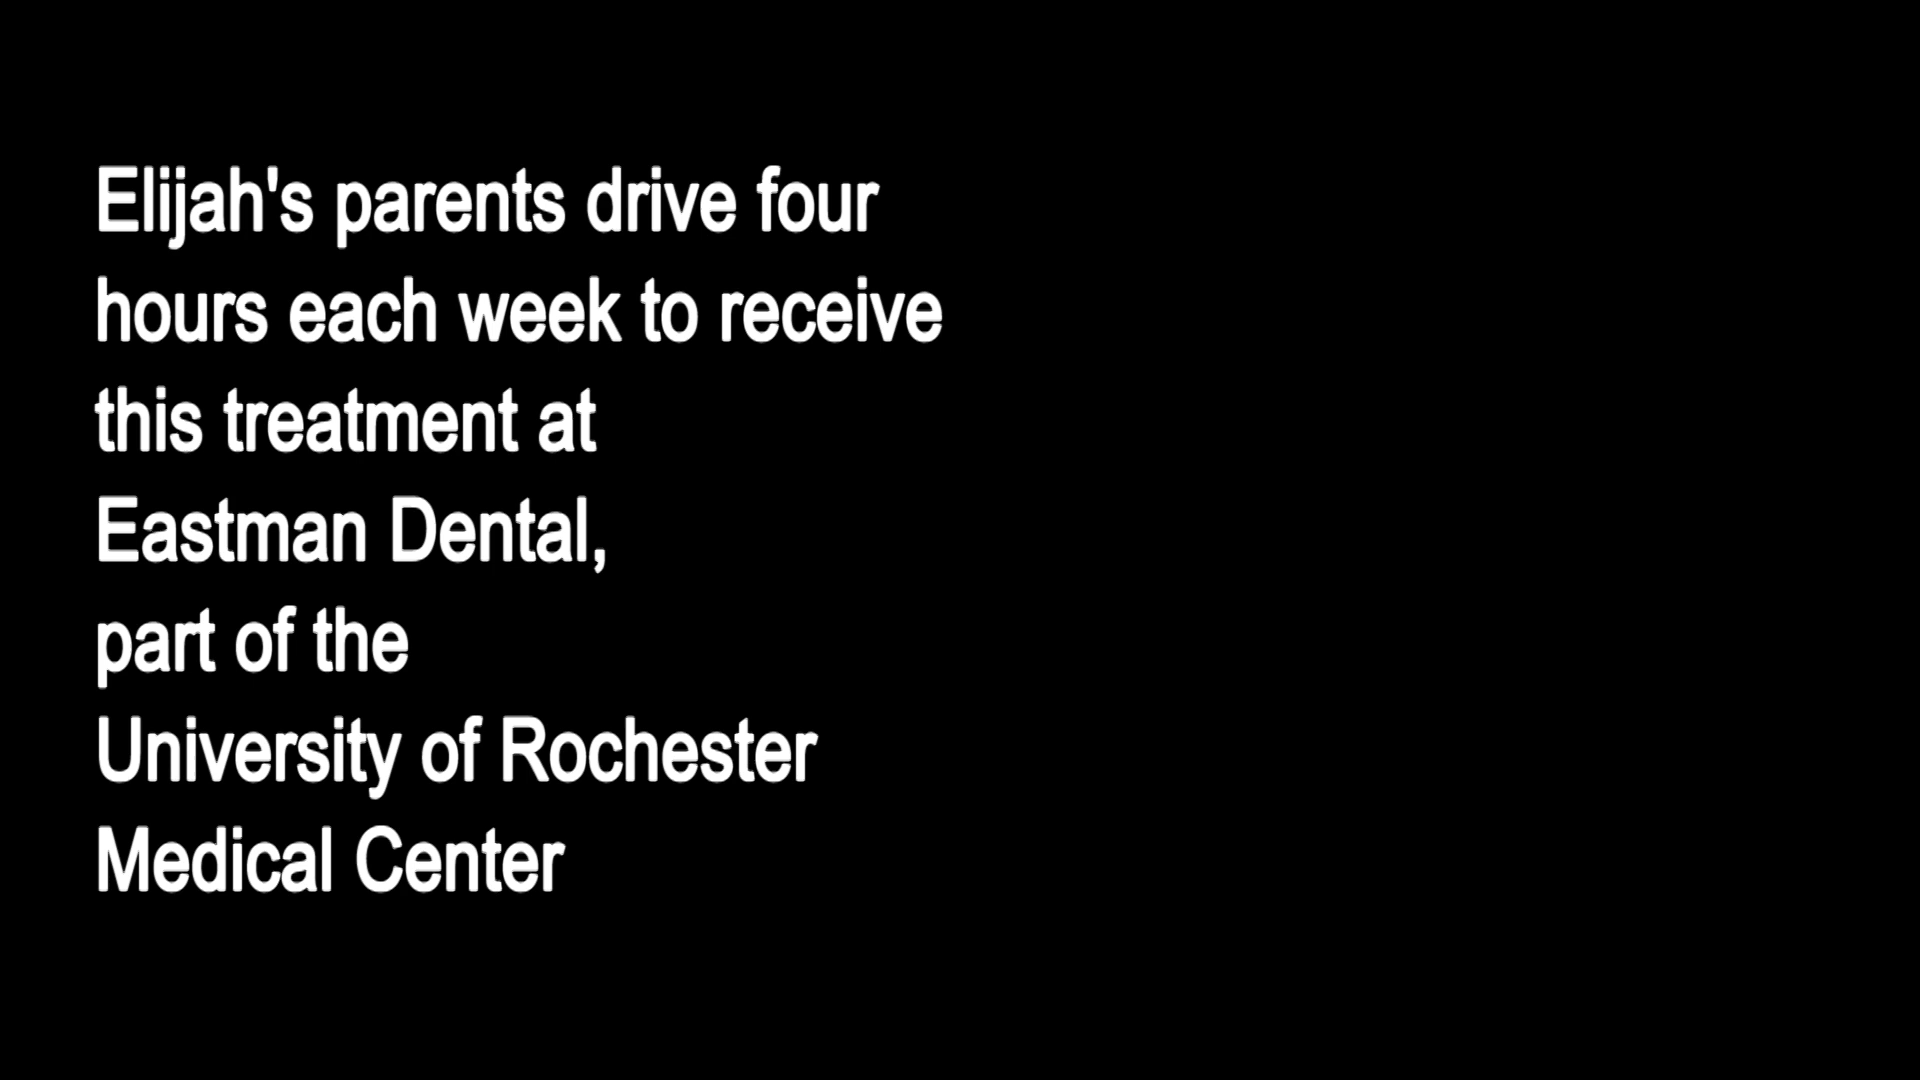 Elijah's parents drive four
hours each week to receive
this treatment at
Eastman Dental,
part of the
University of Rochester
Medical Center